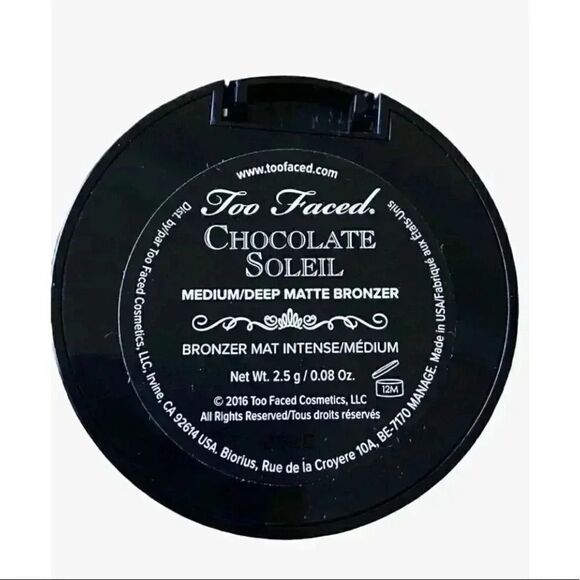 www.toofaced.com
Too Faced.
CHOCOLATE
SOLEIL
MEDIUM/DEEP MATTE BRONZER
BRONZER MAT INTENSE/MÉDIUM
Net Wt. 2.5 g / 0.08 Oz.
12M
© 2016 Too Faced Cosmetics, LLC
All Rights Reserved/Tous droits réservés
Dist. by/par Too Faced Cosmetics, LLC, Irvine, CA 92614 USA. Biorius, Rue de la Croyere 10A, BE-7170 MANAGE. Made in USA/Fabriqué aux États-Unis